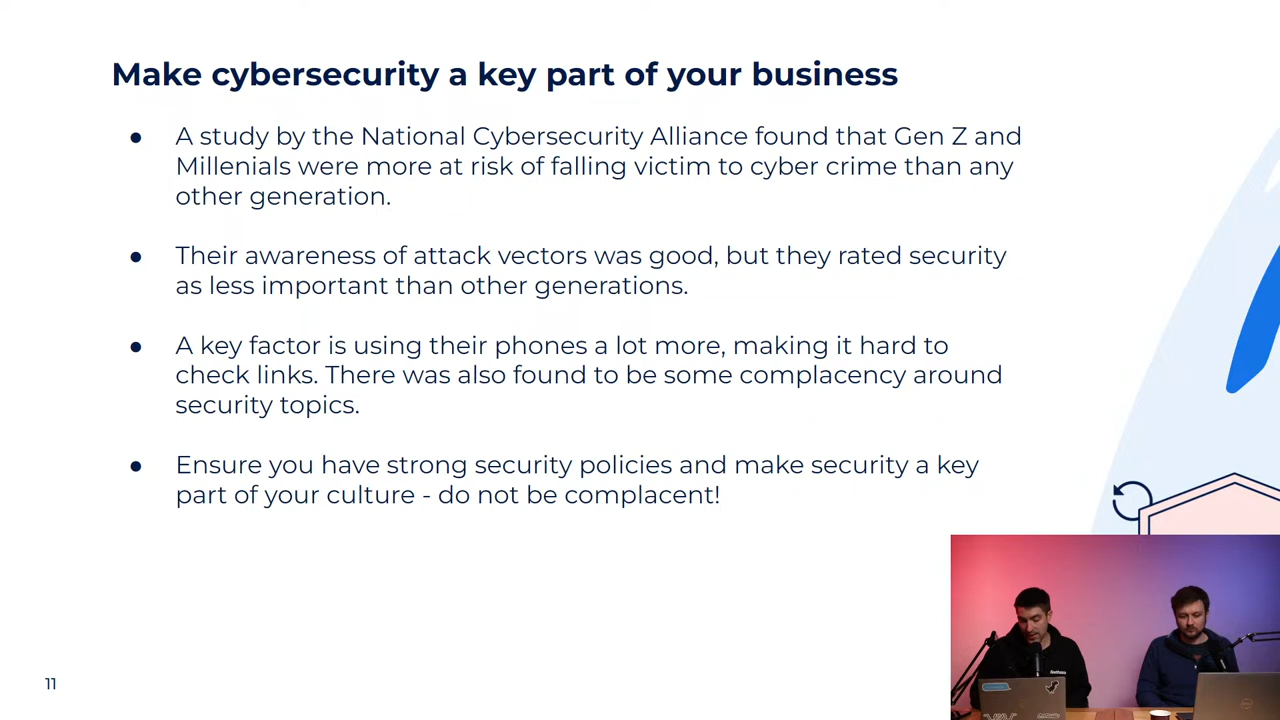 Make cybersecurity a key part of your business
● A study by the National Cybersecurity Alliance found that Gen Z and
Millenials were more at risk of falling victim to cyber crime than any
other generation.
● Their awareness of attack vectors was good, but they rated security
as less important than other generations.
● A key factor is using their phones a lot more, making it hard to
check links. There was also found to be some complacency around
security topics.
● Ensure you have strong security policies and make security a key
part of your culture - do not be complacent!
11